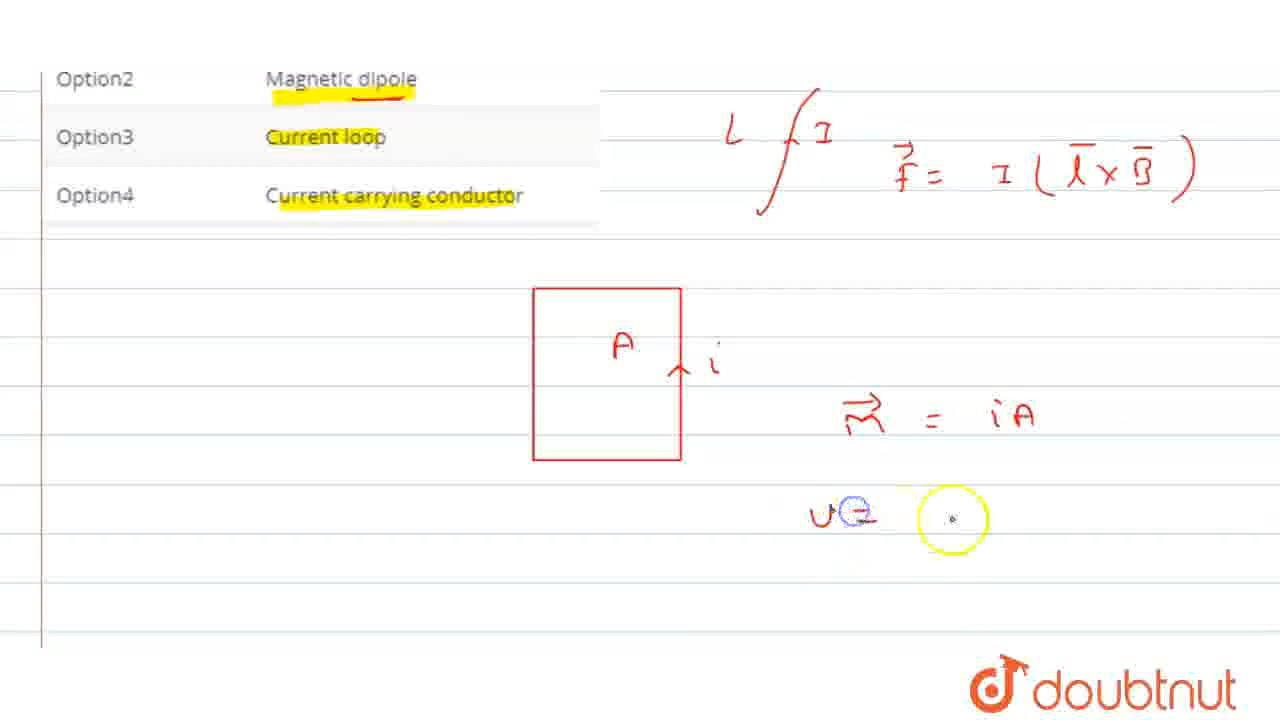 Option2 Magnetic dipole
Option3 Current loop
Option4 Current carrying conductor
L I
F = I ( l × B )
A i
m = iA
U =
doubtnut